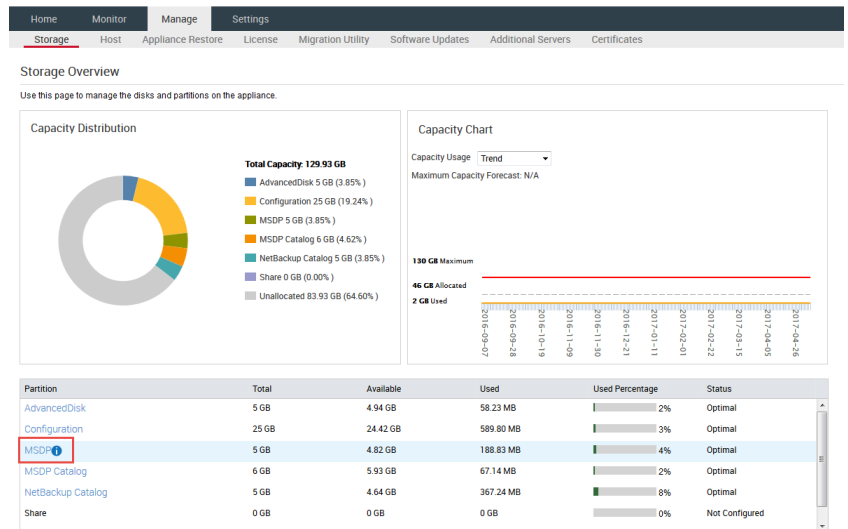 Home Monitor Manage Settings
Storage Host Appliance Restore License Migration Utility Software Updates Additional Servers Certificates
Storage Overview
Use this page to manage the disks and partitions on the appliance.
Capacity Distribution
Total Capacity: 129.93 GB
AdvancedDisk 5 GB (3.85% )
Configuration 25 GB (19.24% )
MSDP 5 GB (3.85% )
MSDP Catalog 6 GB (4.62% )
NetBackup Catalog 5 GB (3.85% )
Share 0 GB (0.00% )
Unallocated 83.93 GB (64.60% )
Capacity Chart
Capacity Usage Trend
Maximum Capacity Forecast: N/A
130 GB Maximum
46 GB Allocated
2 GB Used
2016-09-07
2016-09-28
2016-10-19
2016-11-09
2016-11-30
2016-12-21
2017-01-11
2017-02-01
2017-02-22
2017-03-15
2017-04-05
2017-04-26
Partition Total Available Used Used Percentage Status
AdvancedDisk 5 GB 4.94 GB 58.23 MB 2% Optimal
Configuration 25 GB 24.42 GB 589.80 MB 3% Optimal
MSDP 5 GB 4.82 GB 188.83 MB 4% Optimal
MSDP Catalog 6 GB 5.93 GB 67.14 MB 2% Optimal
NetBackup Catalog 5 GB 4.64 GB 367.24 MB 8% Optimal
Share 0 GB 0 GB 0 GB 0% Not Configured